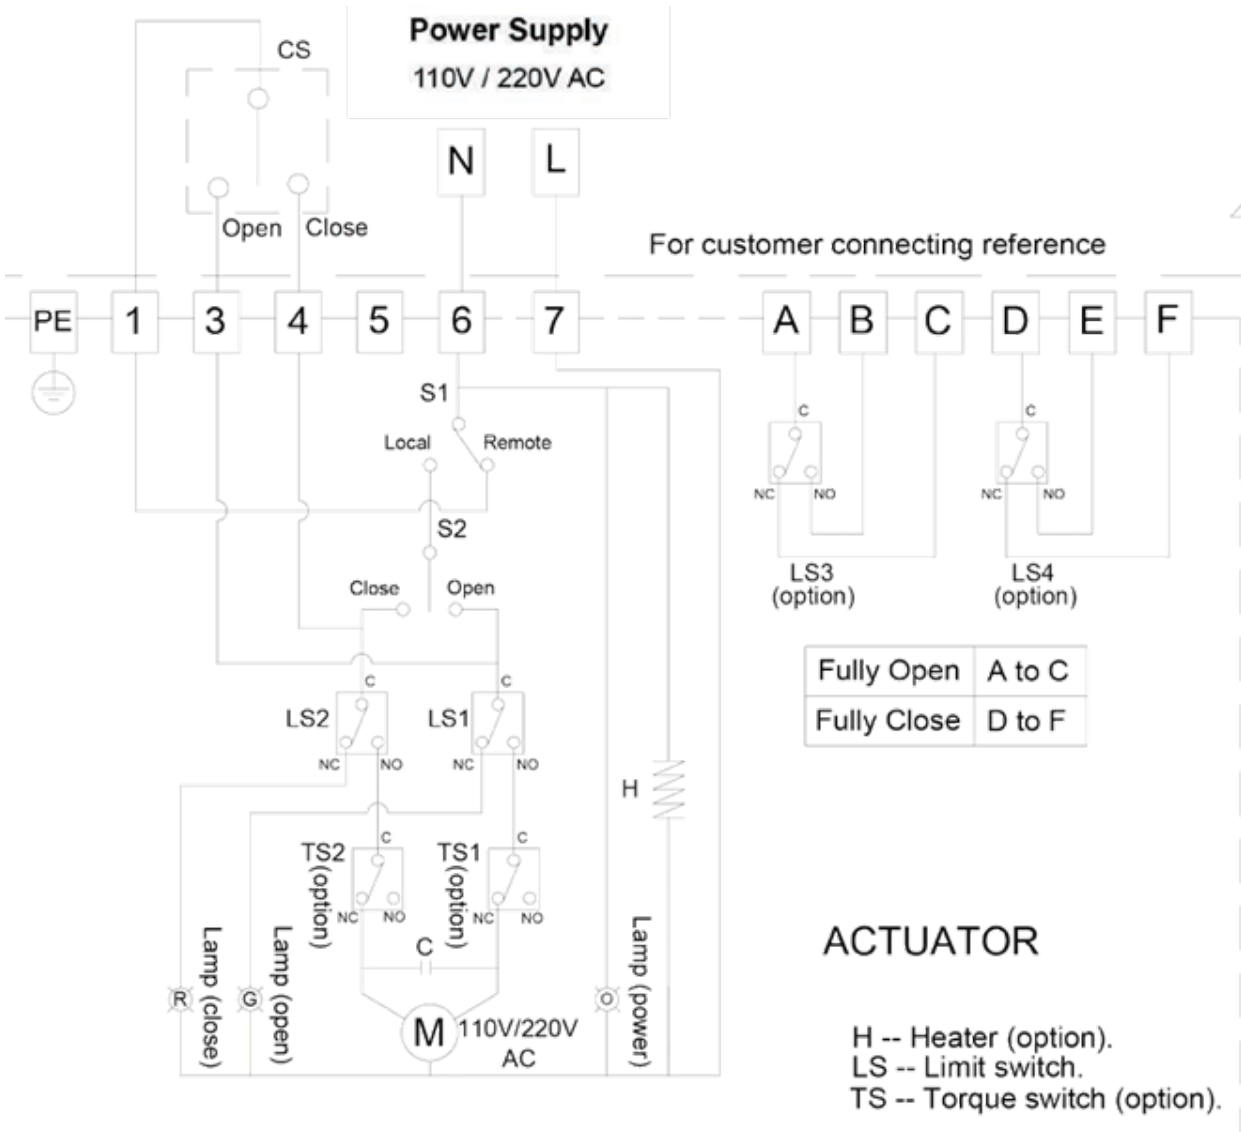 Power Supply
CS
110V / 220V AC
N L
Open Close
For customer connecting reference
PE 1 3 4 5 6 7 A B C D E F
S1
C C
Local Remote
NC NO NC NO
S2
LS3
(option)
LS4
(option)
Close Open
Fully Open A to C
Fully Close D to F
C C
LS2 LS1
NC NO NC NO
H
C C
TS2
(option)
TS1
(option)
NC NO NC NO
C
Lamp (close)
Lamp (open)
Lamp (power)
R G O
M 110V/220V
AC
ACTUATOR
H -- Heater (option).
LS -- Limit switch.
TS -- Torque switch (option).